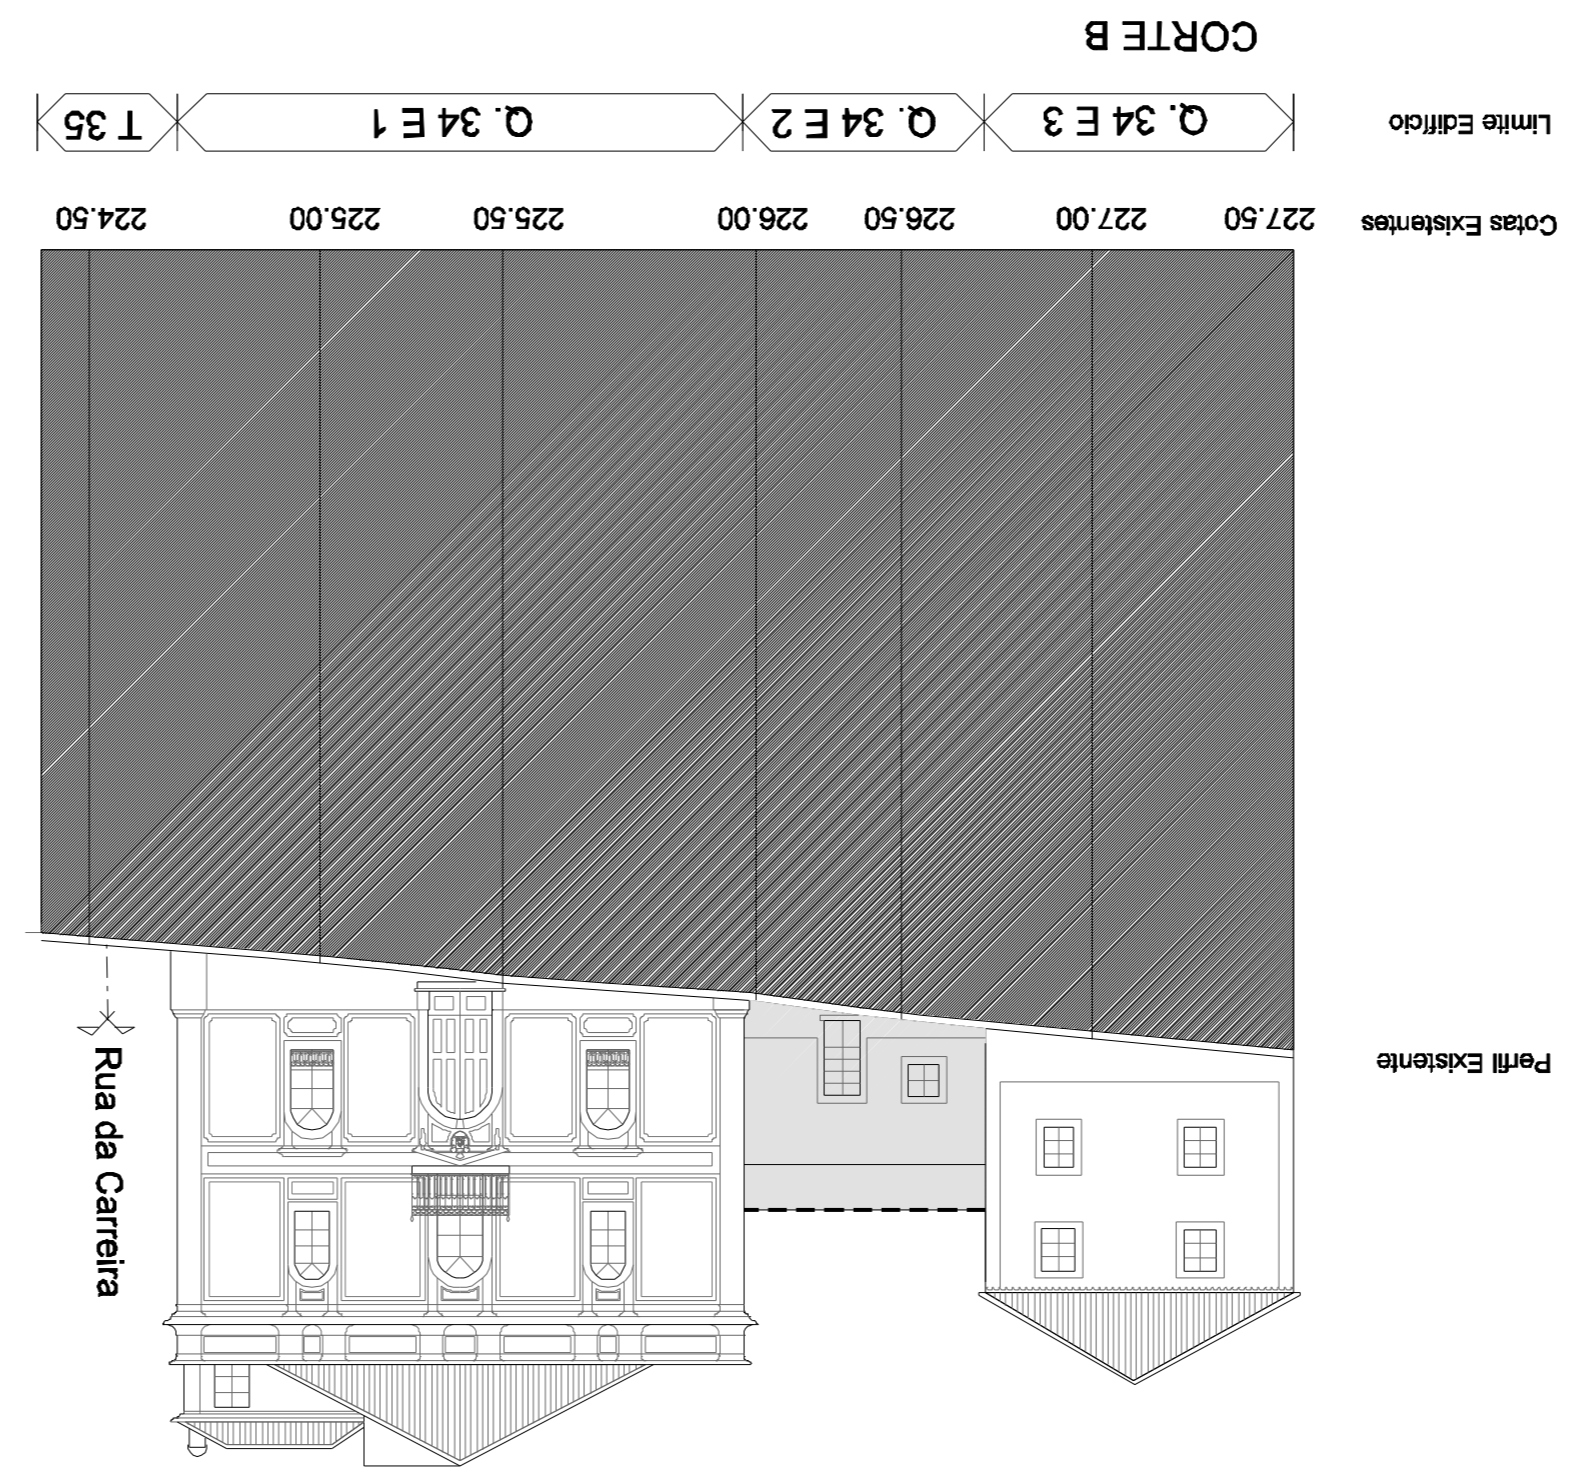 Rua da Carreira
Perfil Existente
Cotas Existentes 227.50 227.00 226.50 226.00 225.50 225.00 224.50
Limite Edifício Q. 34 E 3 Q. 34 E 2 Q. 34 E 1 T 35
CORTE B